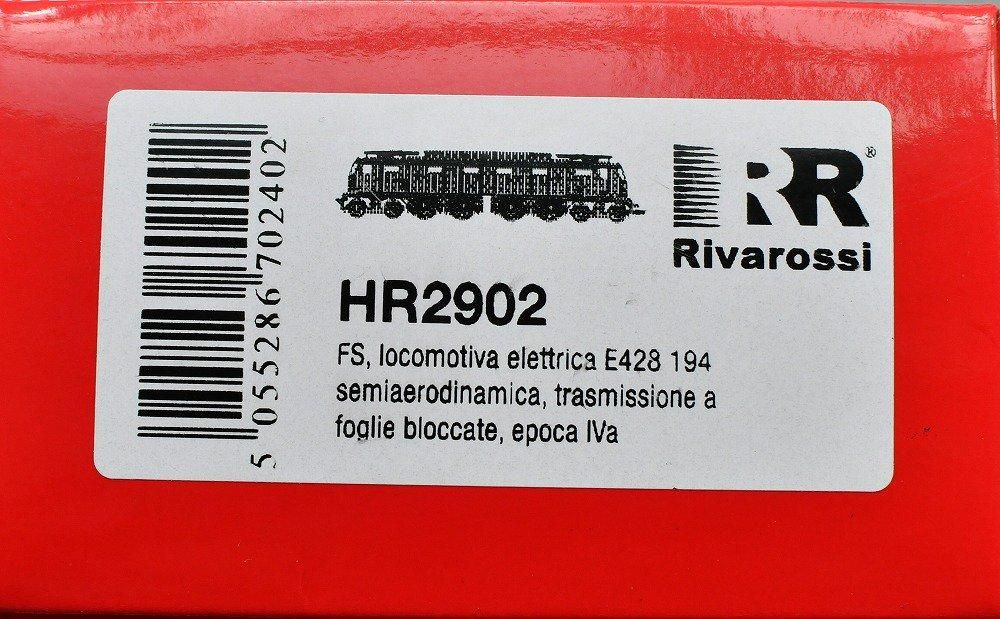 5 055286 702402
RR®
Rivarossi
HR2902
FS, locomotiva elettrica E428 194
semiaerodinamica, trasmissione a
foglie bloccate, epoca IVa